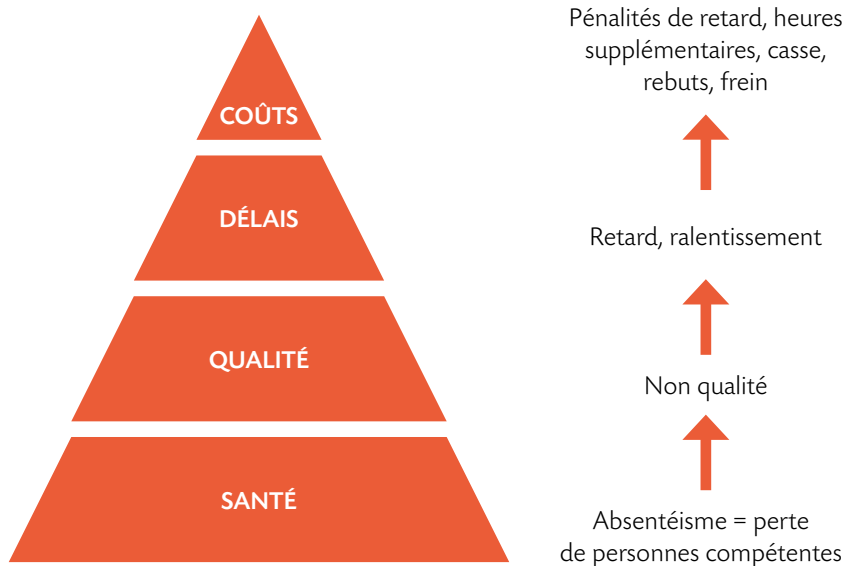 Pénalités de retard, heures
supplémentaires, casse,
rebuts, frein
COÛTS
DÉLAIS
Retard, ralentissement
QUALITÉ
Non qualité
SANTÉ
Absentéisme = perte
de personnes compétentes